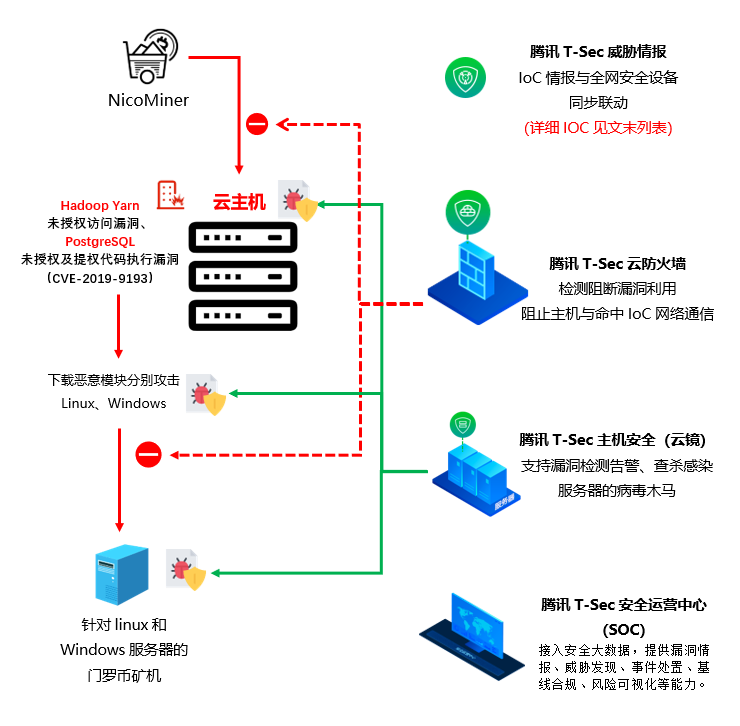 NicoMiner
腾讯 T-Sec 威胁情报
IoC 情报与全网安全设备
同步联动
(详细 IOC 见文末列表)
Hadoop Yarn
未授权访问漏洞、
PostgreSQL
未授权及提权代码执行漏洞
（CVE-2019-9193）
云主机
腾讯 T-Sec 云防火墙
检测阻断漏洞利用
阻止主机与命中 IoC 网络通信
下载恶意模块分别攻击
Linux、Windows
腾讯 T-Sec 主机安全（云镜）
支持漏洞检测告警、查杀感染
服务器的病毒木马
服务器
针对 linux 和
Windows 服务器的
门罗币矿机
腾讯 T-Sec 安全运营中心
(SOC)
接入安全大数据，提供漏洞情
报、威胁发现、事件处置、基
线合规、风险可视化等能力。